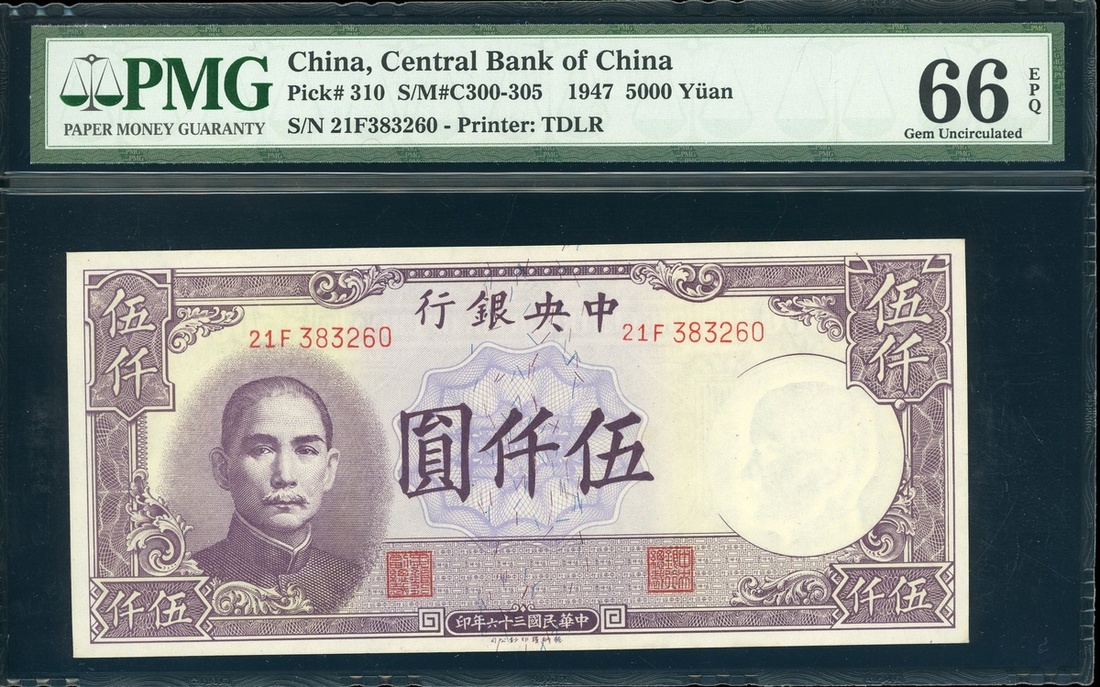 PMG
PAPER MONEY GUARANTY
China, Central Bank of China
Pick# 310 S/M#C300-305 1947 5000 Yüan
S/N 21F383260 - Printer: TDLR
66
EPQ
Gem Uncirculated
伍仟
中央銀行
伍仟
21F 383260
21F 383260
伍仟圓
伍仟
中華民國三十六年印
伍仟